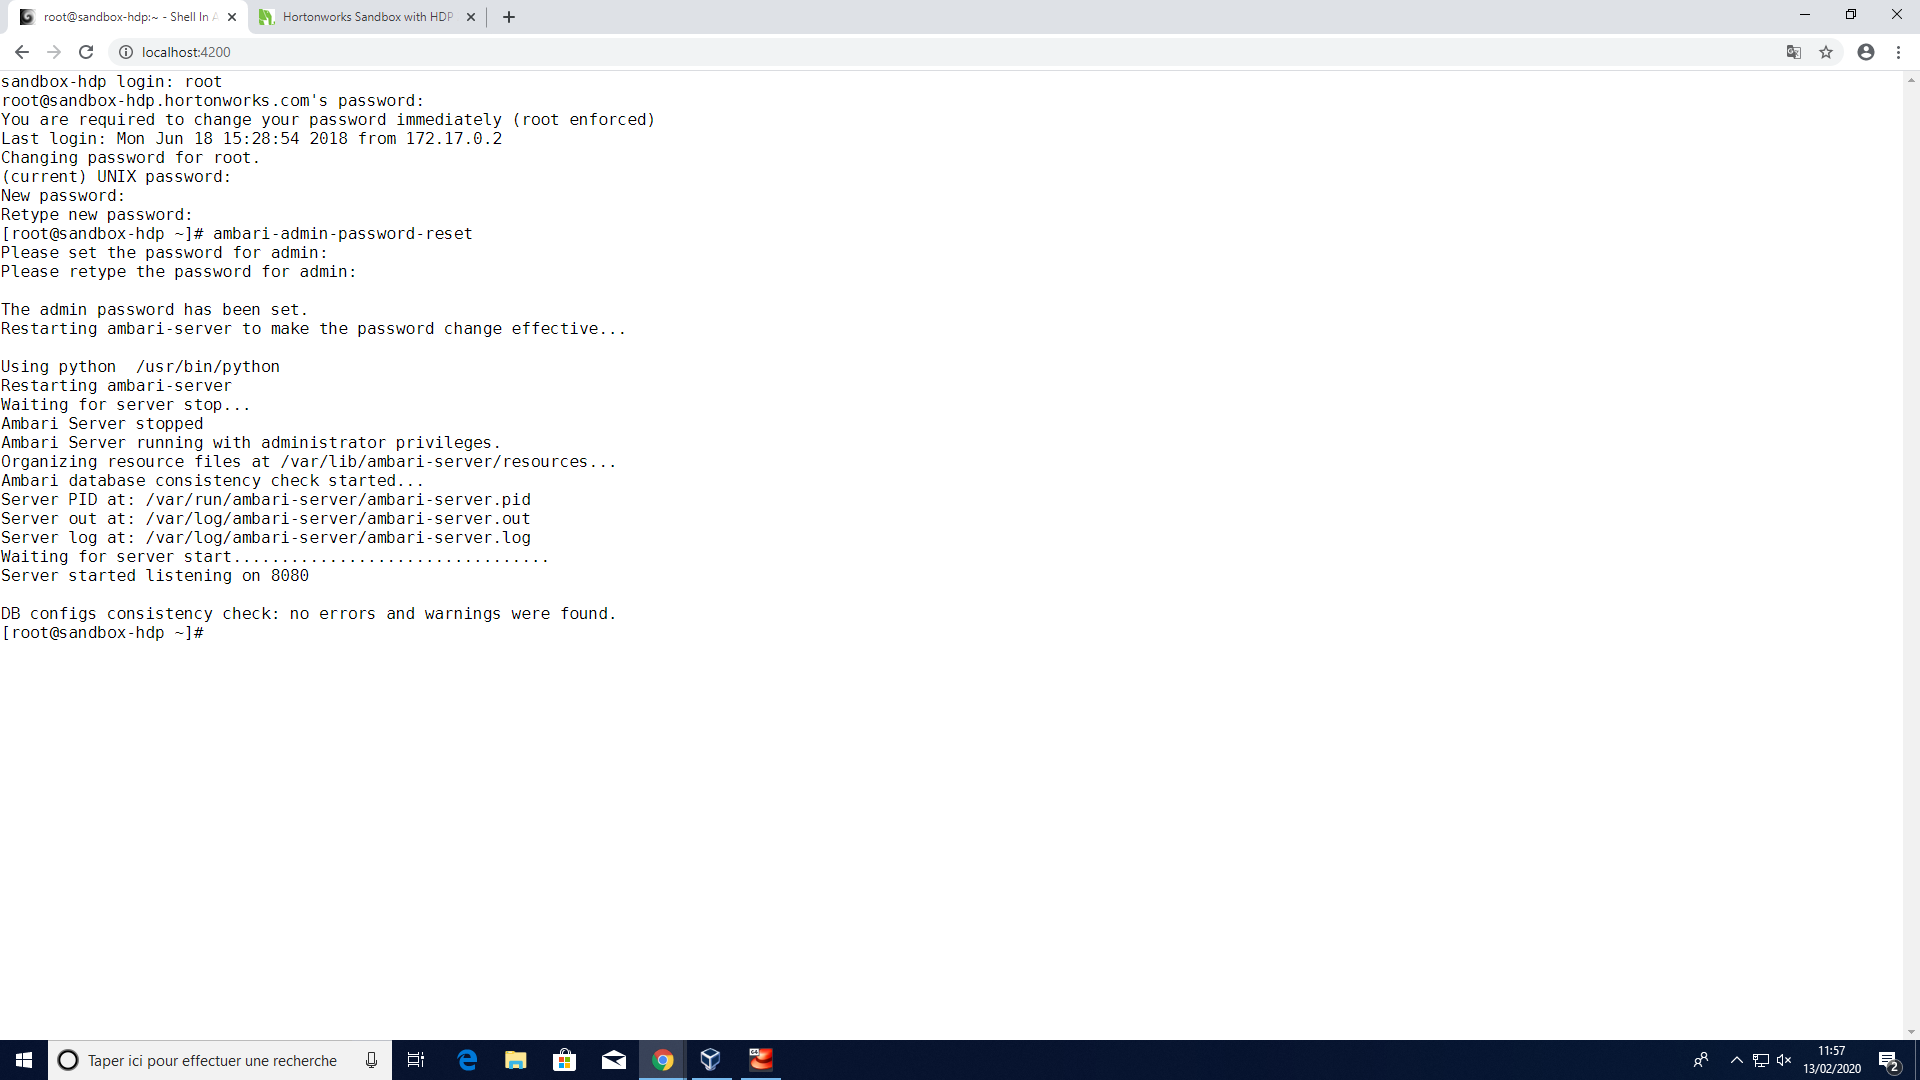 root@sandbox-hdp:~ - Shell In A
Hortonworks Sandbox with HDP
localhost:4200
sandbox-hdp login: root
root@sandbox-hdp.hortonworks.com's password:
You are required to change your password immediately (root enforced)
Last login: Mon Jun 18 15:28:54 2018 from 172.17.0.2
Changing password for root.
(current) UNIX password:
New password:
Retype new password:
[root@sandbox-hdp ~]# ambari-admin-password-reset
Please set the password for admin:
Please retype the password for admin:
The admin password has been set.
Restarting ambari-server to make the password change effective...
Using python  /usr/bin/python
Restarting ambari-server
Waiting for server stop...
Ambari Server stopped
Ambari Server running with administrator privileges.
Organizing resource files at /var/lib/ambari-server/resources...
Ambari database consistency check started...
Server PID at: /var/run/ambari-server/ambari-server.pid
Server out at: /var/log/ambari-server/ambari-server.out
Server log at: /var/log/ambari-server/ambari-server.log
Waiting for server start.................................
Server started listening on 8080
DB configs consistency check: no errors and warnings were found.
[root@sandbox-hdp ~]#
Taper ici pour effectuer une recherche
64
11:57
13/02/2020
2